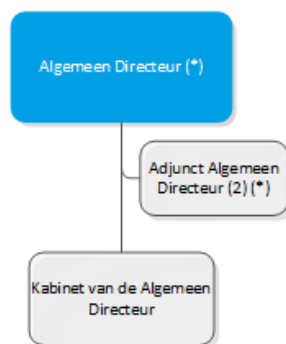 Algemeen Directeur (*)
Adjunct Algemeen
Directeur (2) (*)
Kabinet van de Algemeen
Directeur